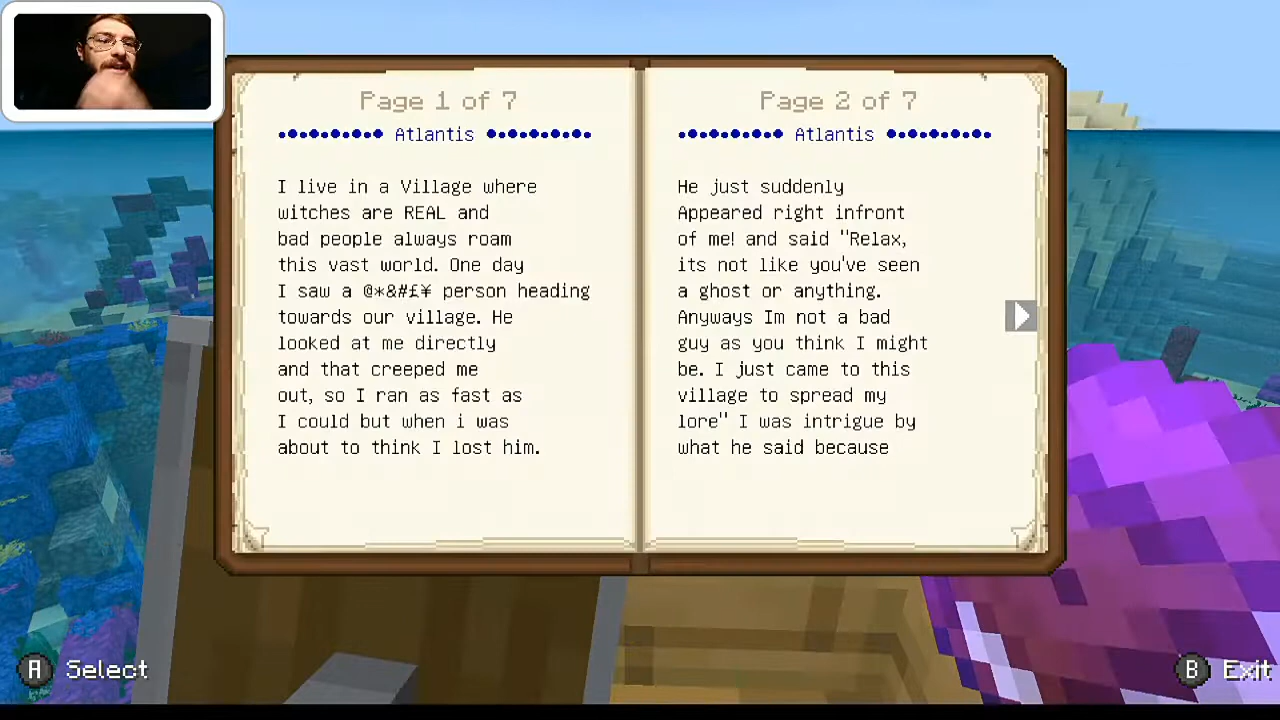 Page 1 of 7
•••••••••• Atlantis ••••••••••
I live in a Village where
witches are REAL and
bad people always roam
this vast world. One day
I saw a @*&#£¥ person heading
towards our village. He
looked at me directly
and that creeped me
out, so I ran as fast as
I could but when i was
about to think I lost him.
Page 2 of 7
•••••••••• Atlantis ••••••••••
He just suddenly
Appeared right infront
of me! and said "Relax,
its not like you've seen
a ghost or anything.
Anyways Im not a bad
guy as you think I might
be. I just came to this
village to spread my
lore" I was intrigue by
what he said because
A Select
B Exit